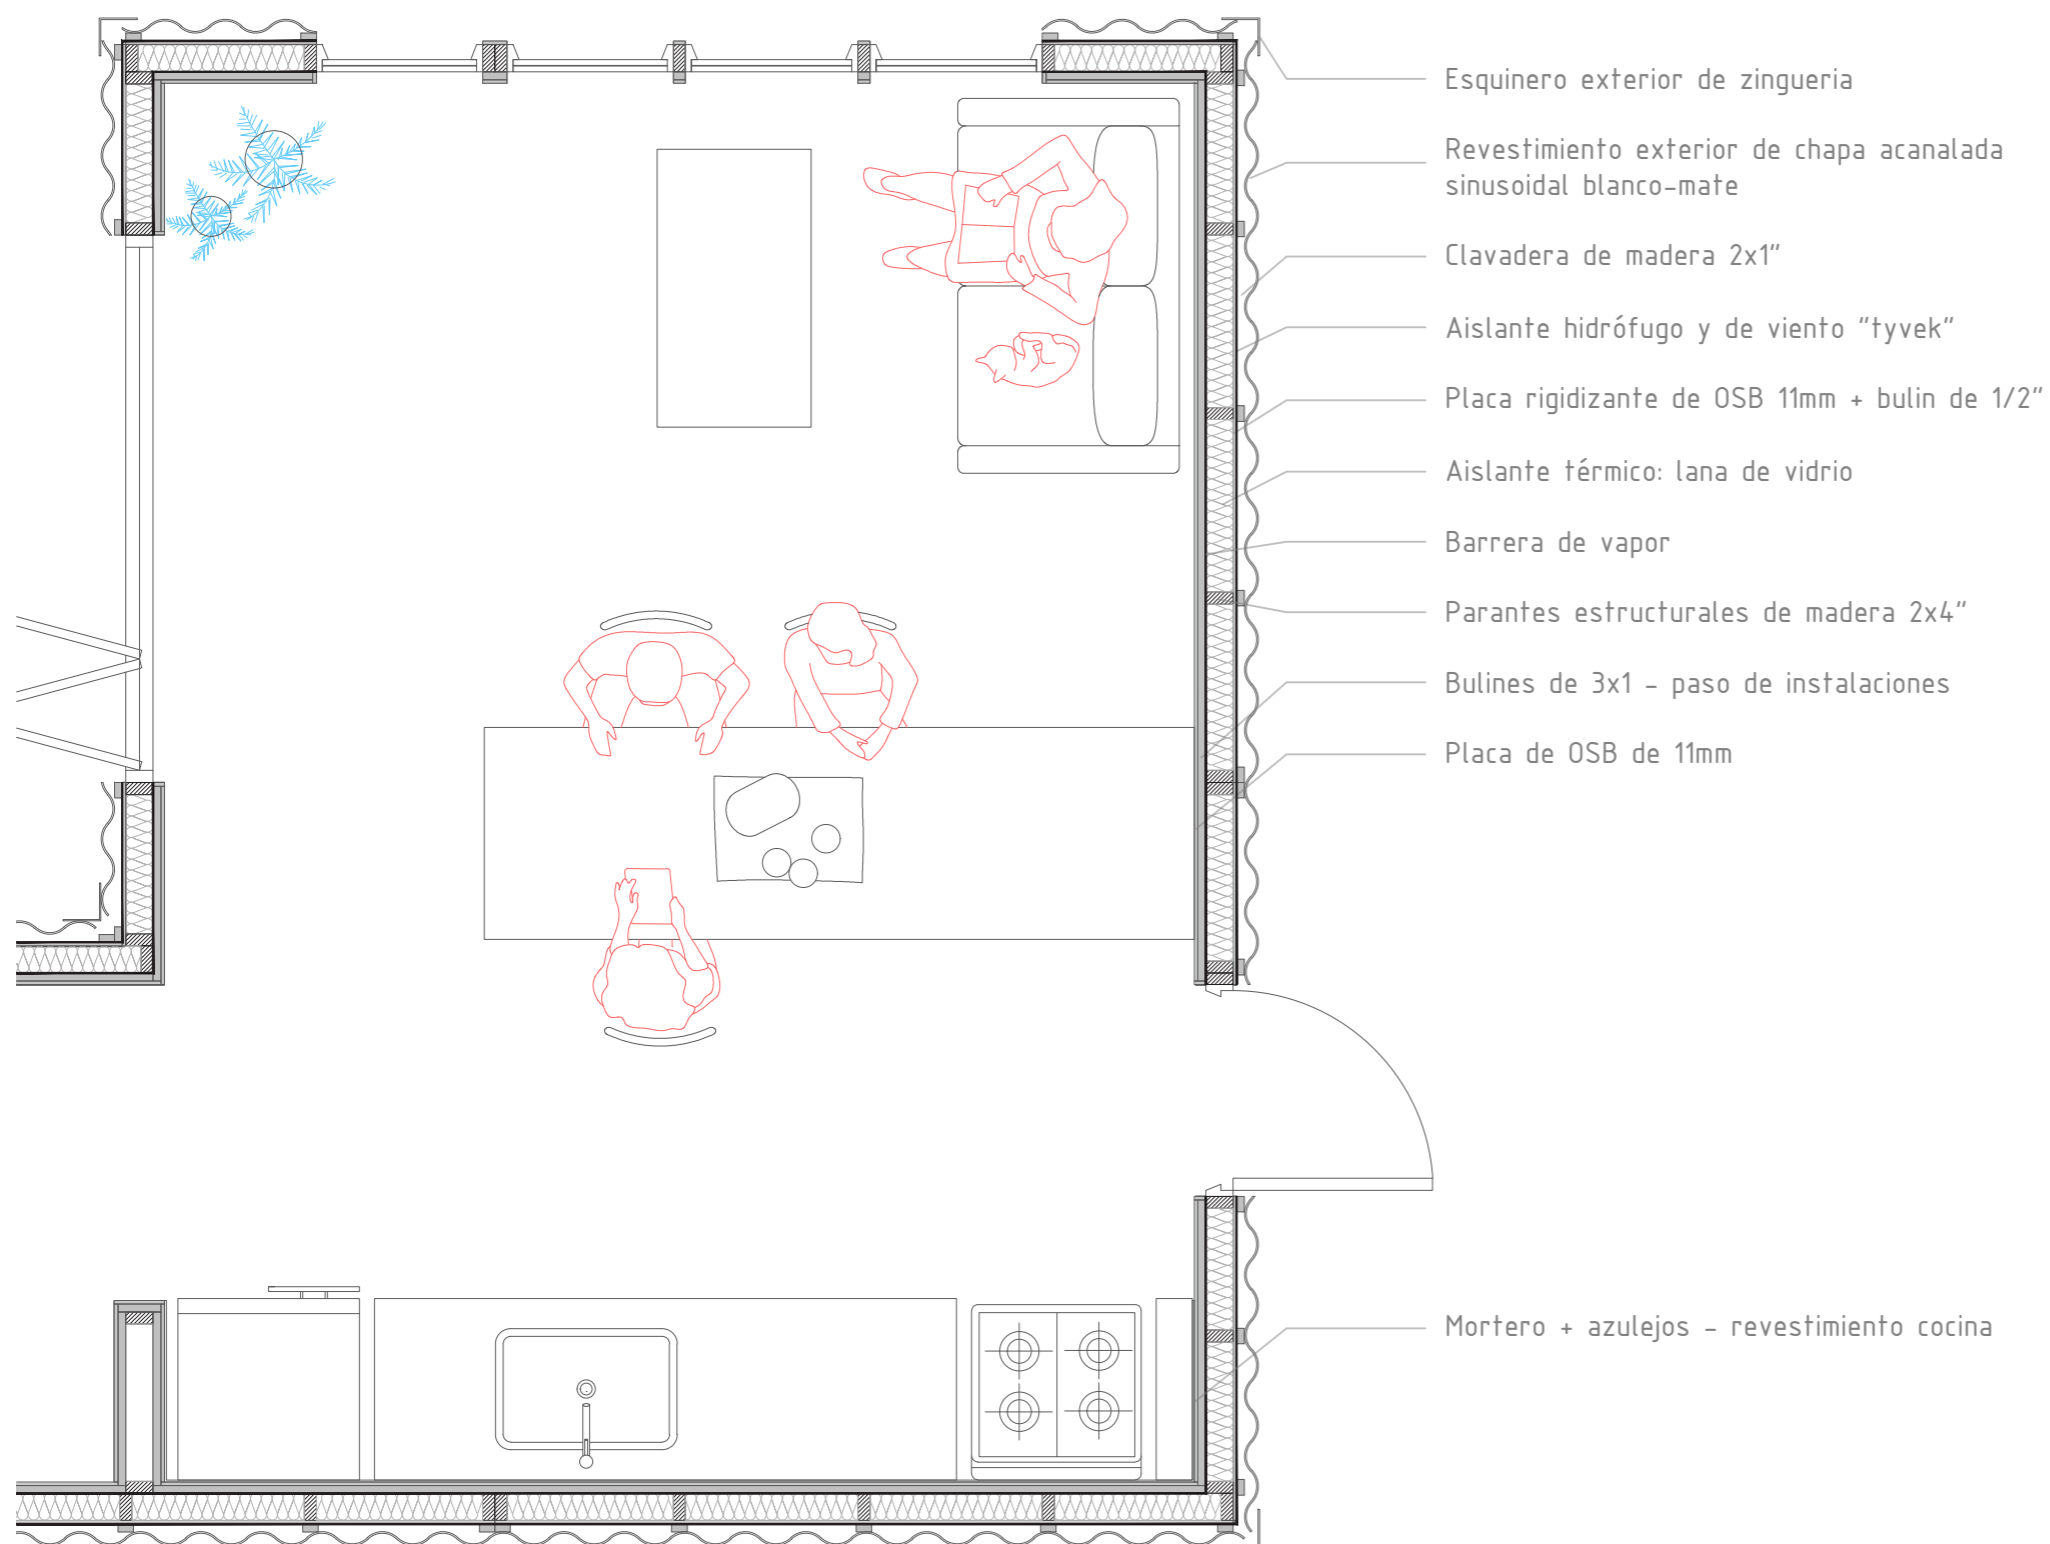 Esquinero exterior de zingueria
Revestimiento exterior de chapa acanalada
sinusoidal blanco-mate
Clavadera de madera 2x1"
Aislante hidrófugo y de viento "tyvek"
Placa rigidizante de OSB 11mm + bulin de 1/2"
Aislante térmico: lana de vidrio
Barrera de vapor
Parantes estructurales de madera 2x4"
Bulines de 3x1 - paso de instalaciones
Placa de OSB de 11mm
Mortero + azulejos - revestimiento cocina